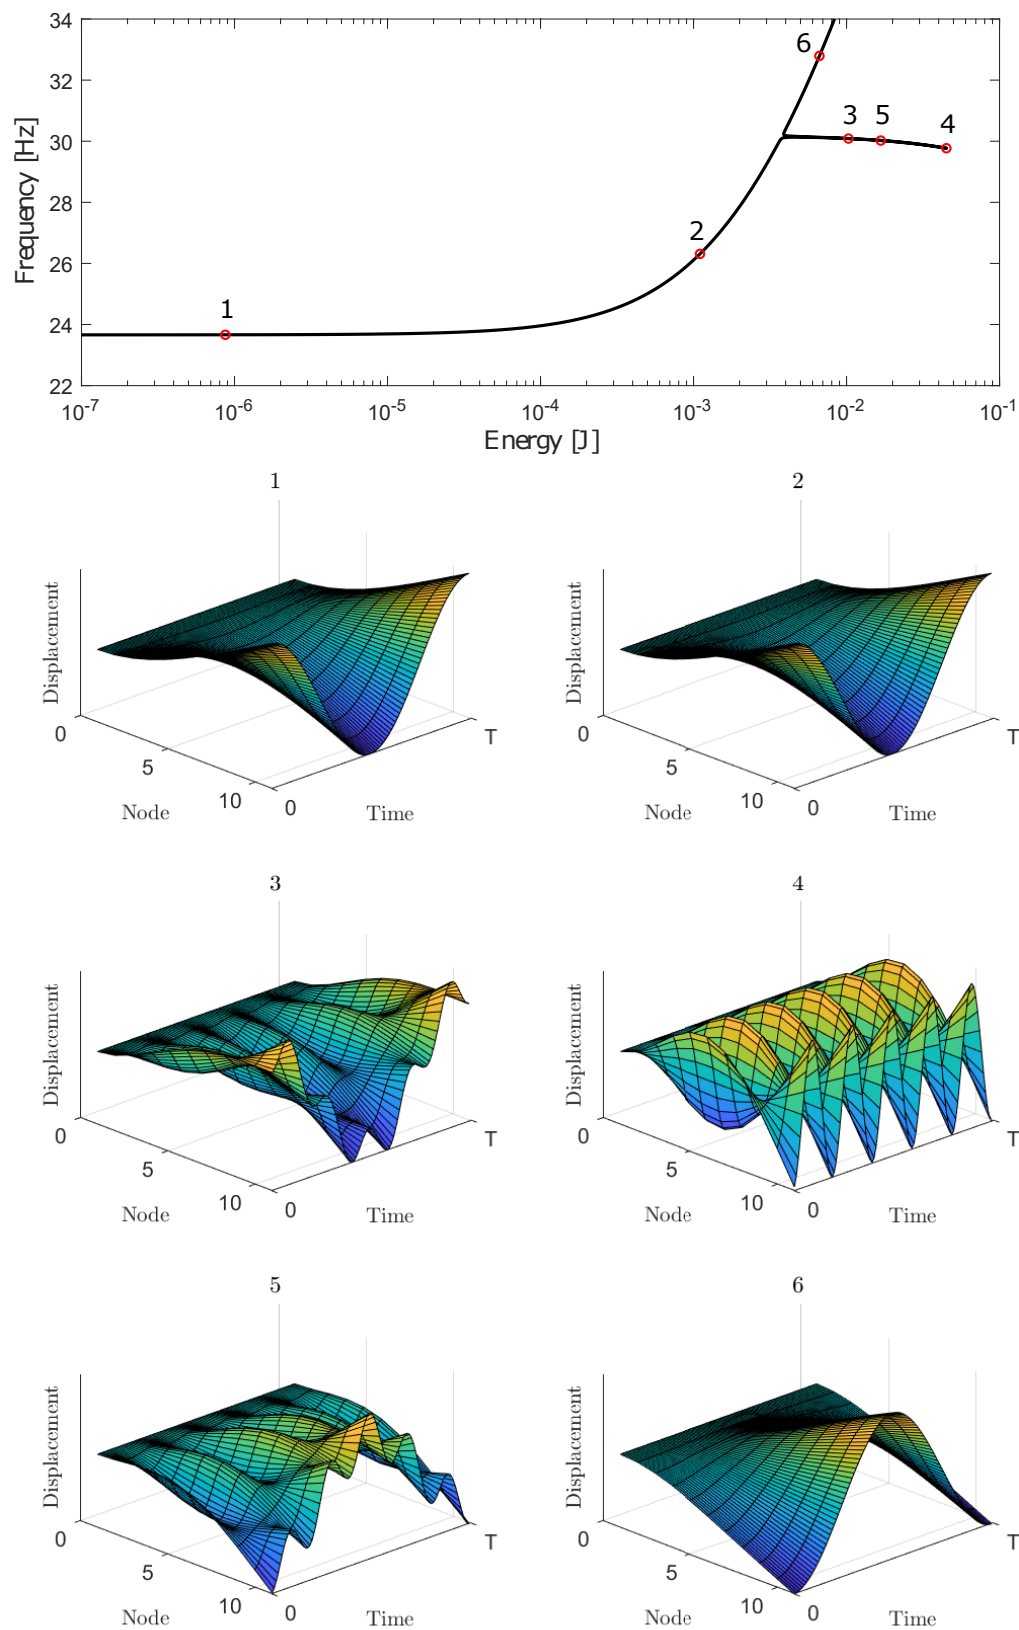 34
32
30
28
26
24
22
Frequency [Hz]
1
2
6
3 5 4
10-7 10-6 10-5 10-4 10-3 10-2 10-1
Energy [J]
1
Displacement
0
5
10
Node
0
Time
T
2
Displacement
0
5
10
Node
0
Time
T
3
Displacement
0
5
10
Node
0
Time
T
4
Displacement
0
5
10
Node
0
Time
T
5
Displacement
0
5
10
Node
0
Time
T
6
Displacement
0
5
10
Node
0
Time
T